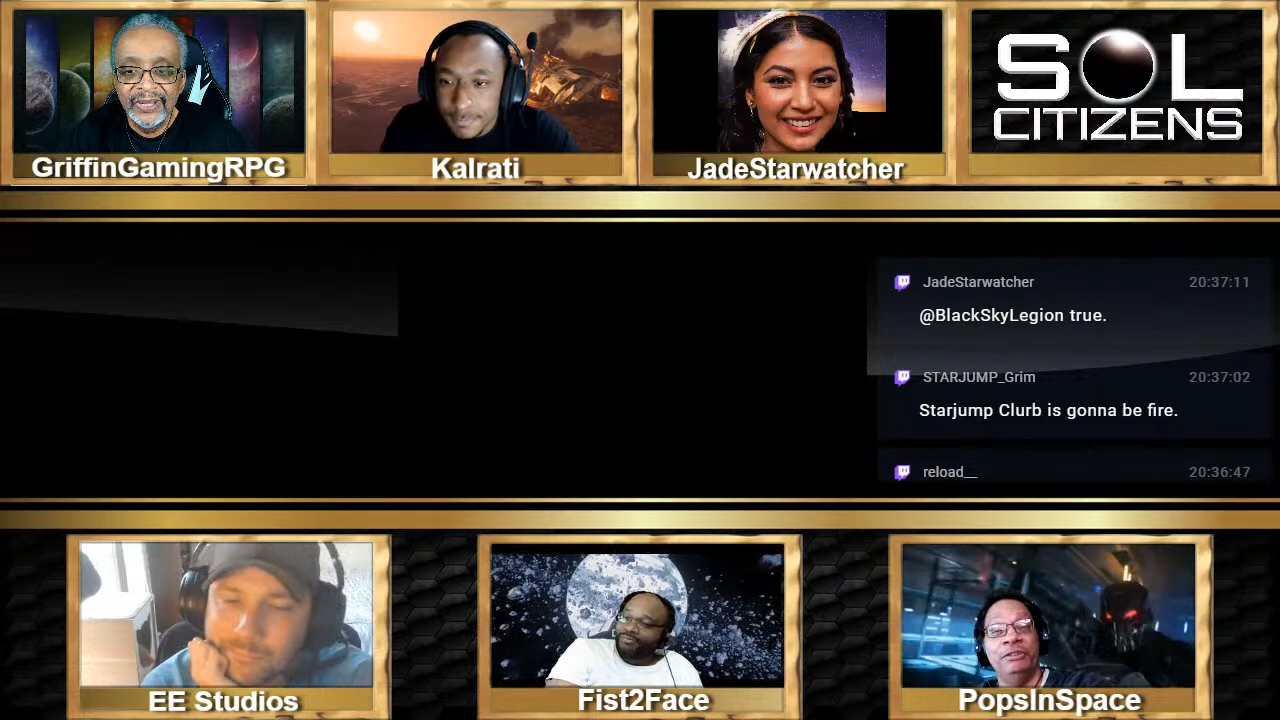 SOL
CITIZENS
GriffinGamingRPG
Kalrati
JadeStarwatcher
JadeStarwatcher 20:37:11
@BlackSkyLegion true.
STARJUMP_Grim 20:37:02
Starjump Clurb is gonna be fire.
reload__ 20:36:47
EE Studios
Fist2Face
PopsInSpace